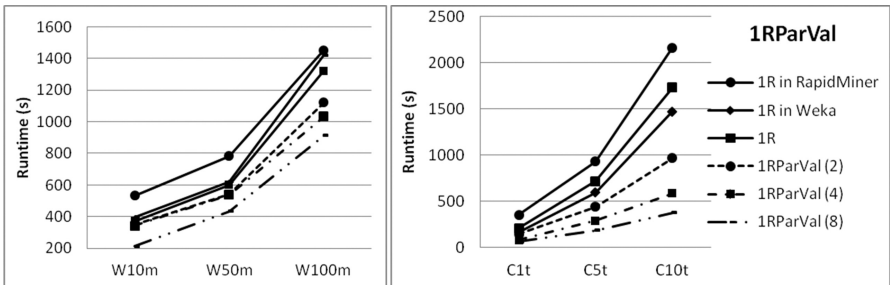 1600
1400
1200
1000
800
600
400
200
Runtime (s)
W10m
W50m
W100m
2500
2000
1500
1000
500
0
Runtime (s)
C1t
C5t
C10t
1RParVal
1R in RapidMiner
1R in Weka
1R
1RParVal (2)
1RParVal (4)
1RParVal (8)